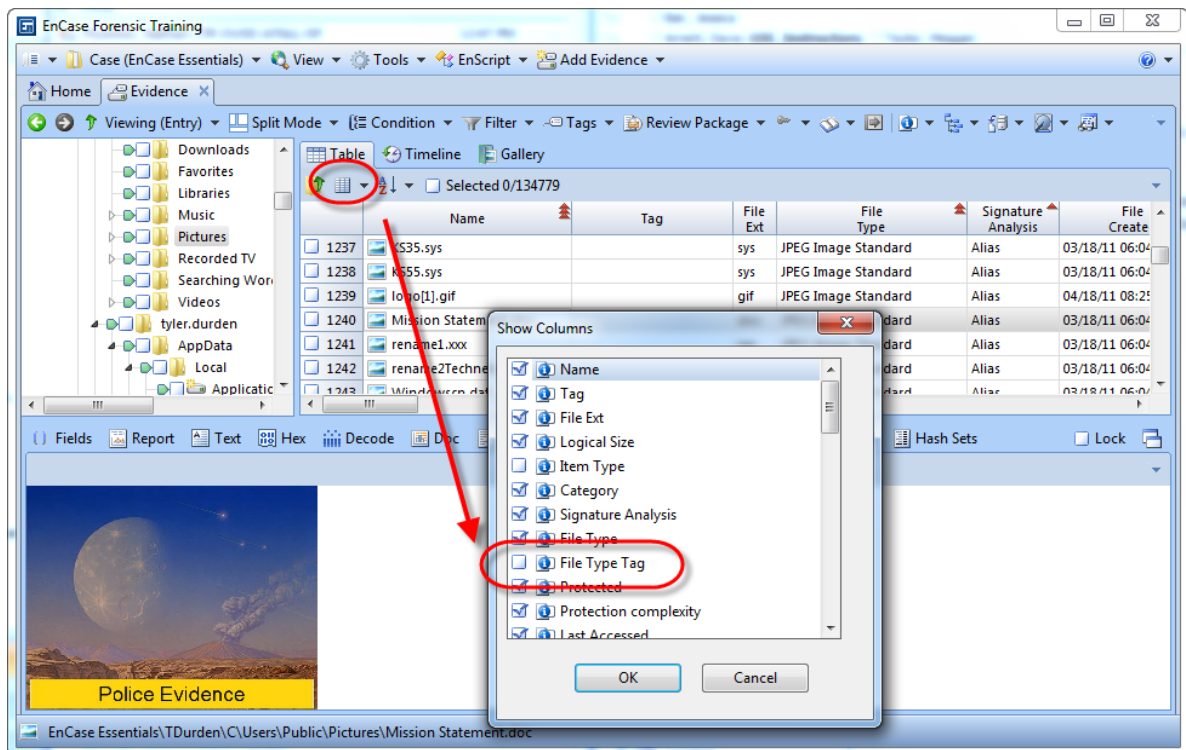 EnCase Forensic Training
Case (EnCase Essentials) View Tools EnScript Add Evidence
Home Evidence
Viewing (Entry) Split Mode Condition Filter Tags Review Package
Downloads
Favorites
Libraries
Music
Pictures
Recorded TV
Searching
Videos
tyler.durden
AppData
Local
Table Timeline Gallery
Selected 0/134779
Name Tag File Ext File Type Signature Analysis File
1237 KS35.sys sys JPEG Image Standard Alias 03/18/11 06:04
1238 KS55.sys sys JPEG Image Standard Alias 03/18/11 06:04
1239 logo[1].gif gif JPEG Image Standard Alias 04/18/11 08:25
1240 Mission Alias 03/18/11 06:04
1241 rename1.xxx Alias 03/18/11 06:04
1242 Alias 03/18/11 06:04
1243 Alias
Show Columns
Name
Tag
File Ext
Logical Size
Item Type
Category
Signature Analysis
File Type
File Type Tag
Protected
Protection complexity
Last Accessed
OK Cancel
Fields Report Text Hex Decode Doc Hash Sets Lock
Police Evidence
EnCase Essentials\TDurden\C\Users\Public\Pictures\Mission Statement.doc